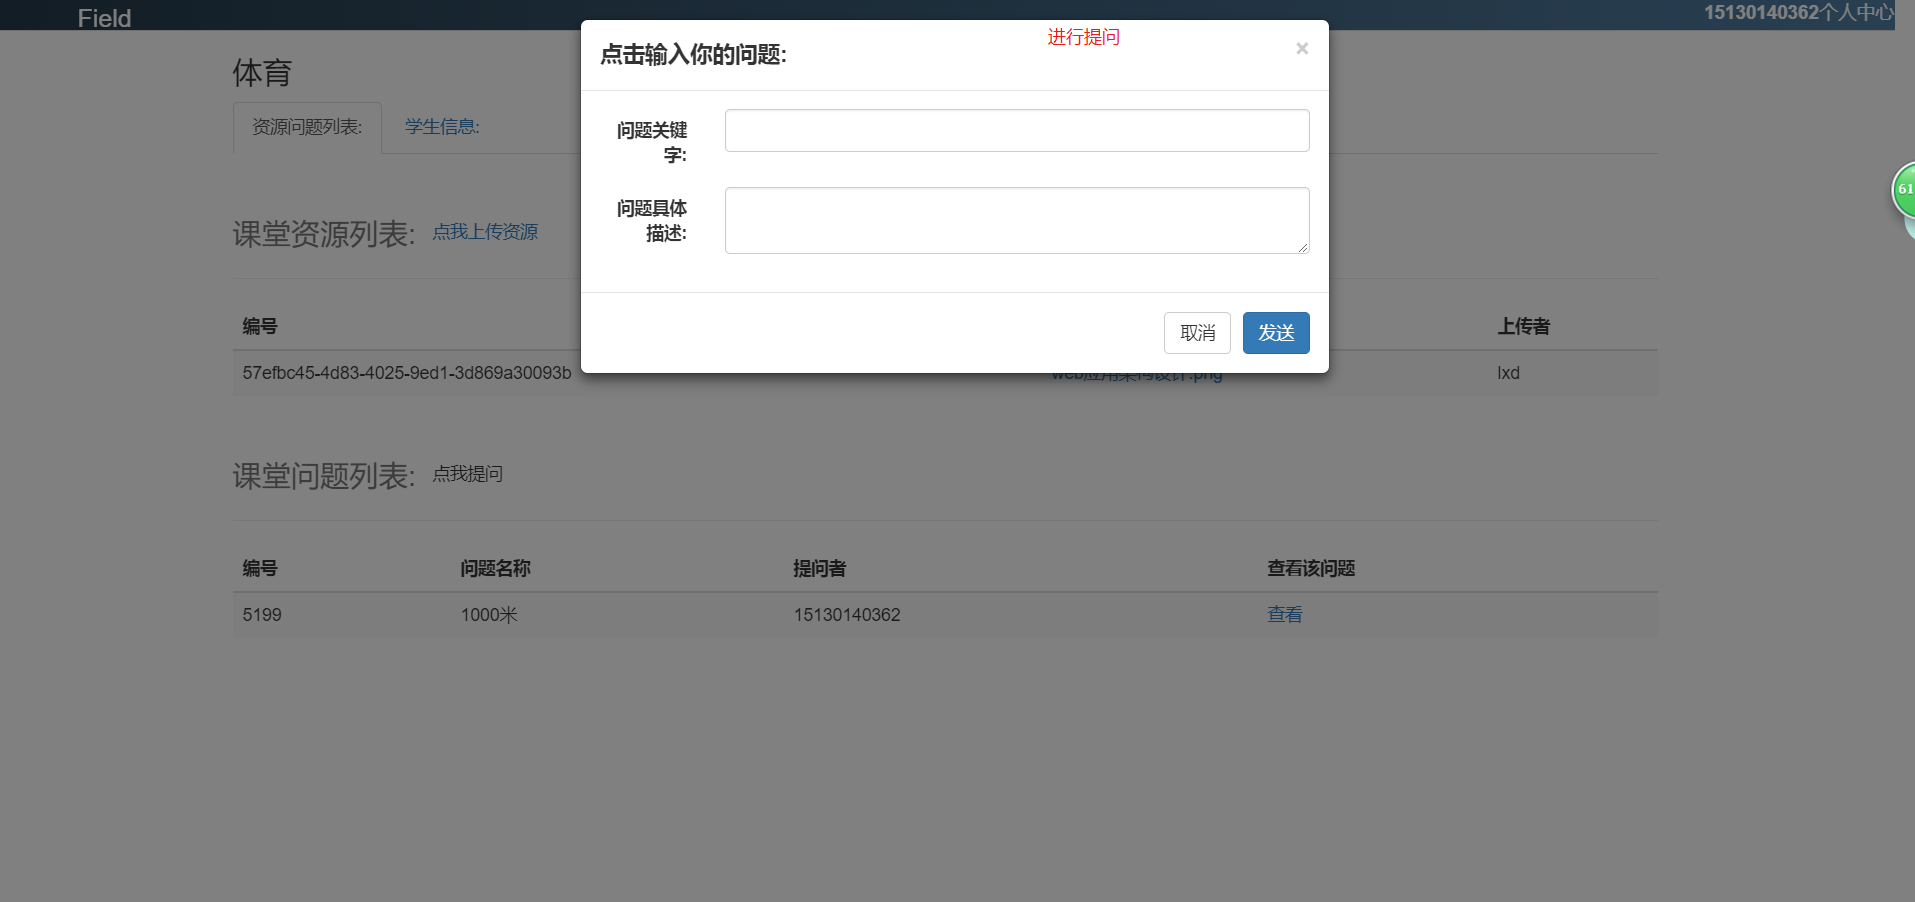 Field
15130140362个人中心
进行提问
点击输入你的问题:
×
体育
资源问题列表:
学生信息:
问题关键
字:
问题具体
描述:
课堂资源列表: 点我上传资源
取消 发送
编号 上传者
57efbc45-4d83-4025-9ed1-3d869a30093b web应用架构设计.png lxd
课堂问题列表: 点我提问
编号 问题名称 提问者 查看该问题
5199 1000米 15130140362 查看
61